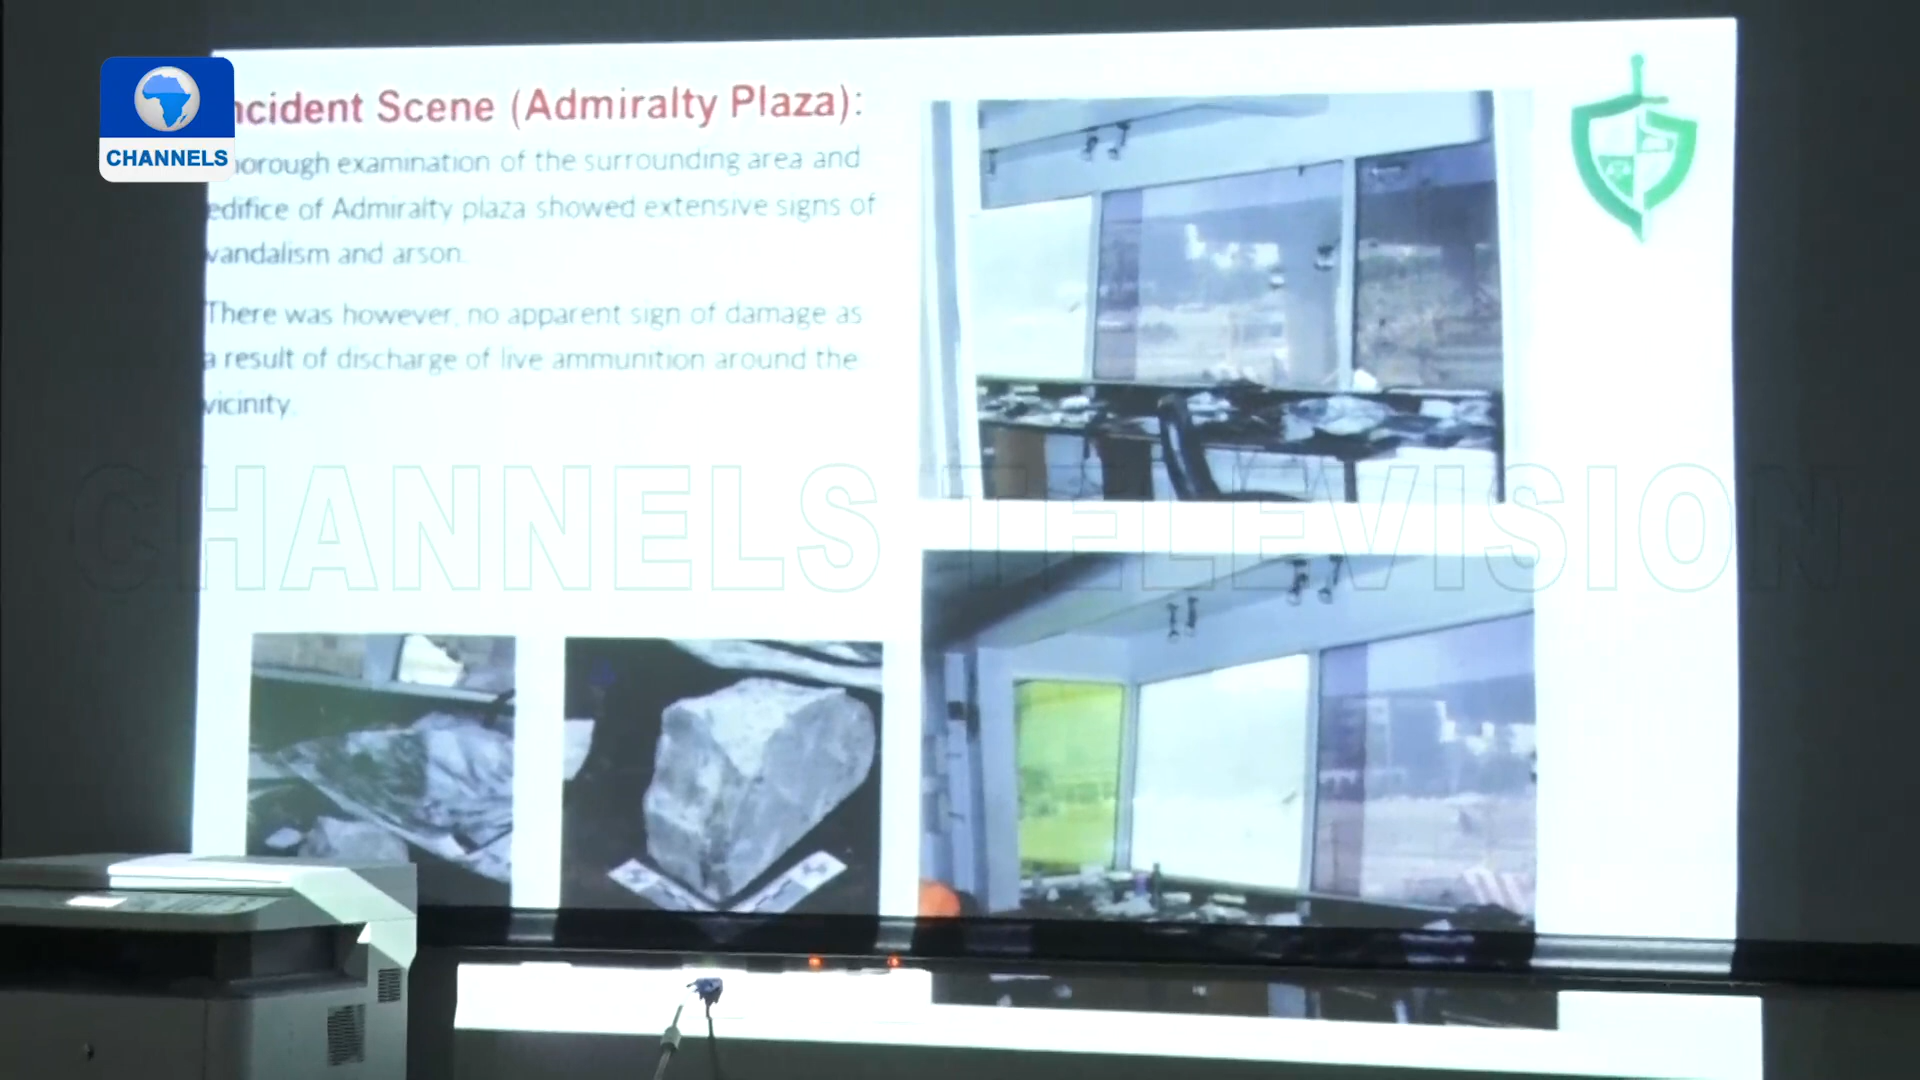 CHANNELS
ncident Scene (Admiralty Plaza):
horough examination of the surrounding area and
edifice of Admiralty plaza showed extensive signs of
vandalism and arson.
There was however, no apparent sign of damage as
a result of discharge of live ammunition around the
vicinity.
CHANNELS TELEVISION